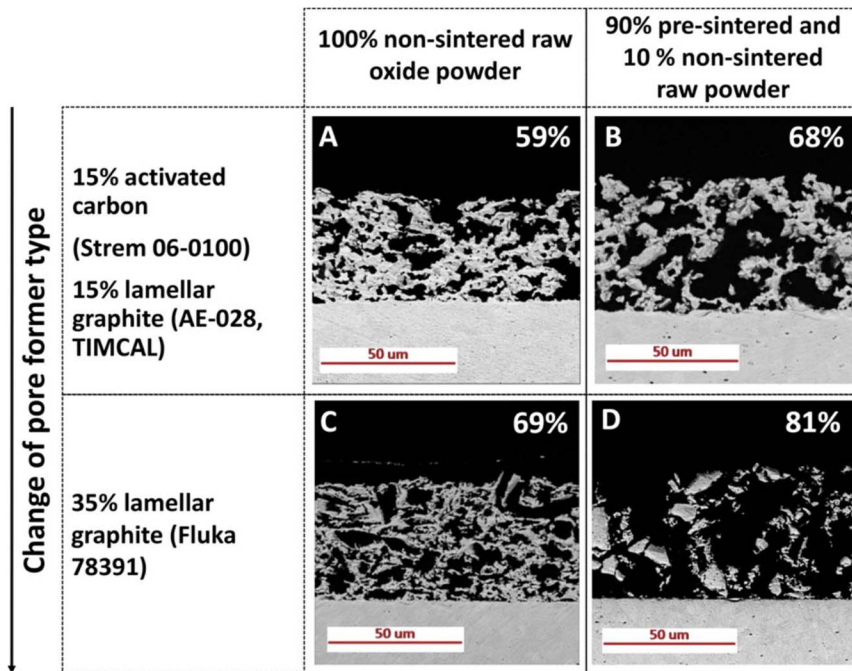 100% non-sintered raw
oxide powder
90% pre-sintered and
10 % non-sintered
raw powder
Change of pore former type
15% activated
carbon
(Strem 06-0100)
15% lamellar
graphite (AE-028,
TIMCAL)
A
59%
50 um
B
68%
50 um
35% lamellar
graphite (Fluka
78391)
C
69%
50 um
D
81%
50 um